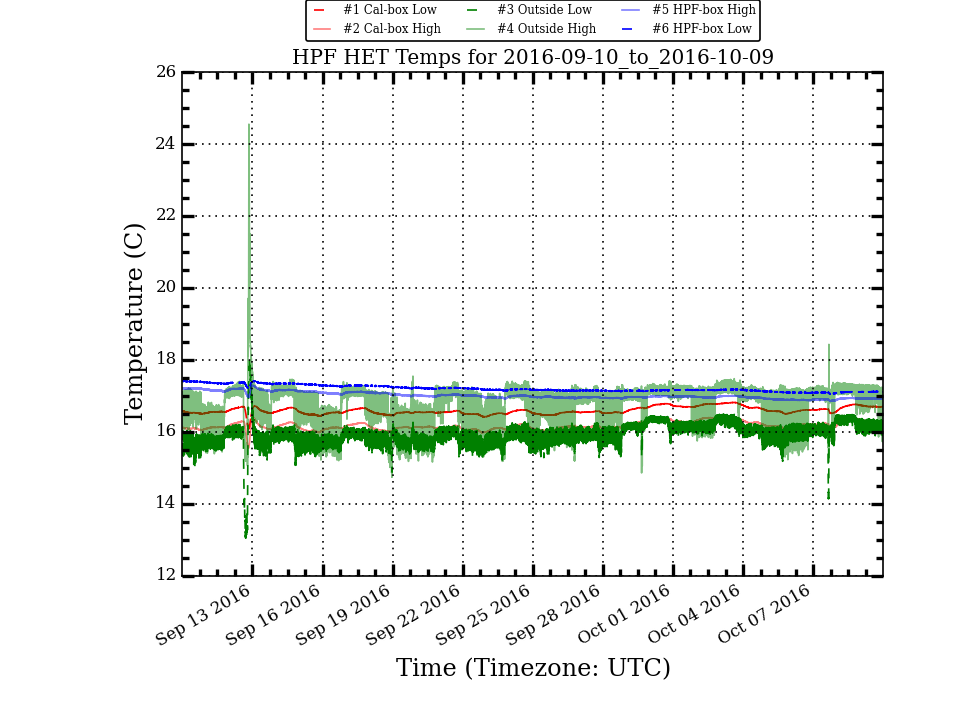 #1 Cal-box Low #3 Outside Low #5 HPF-box High
#2 Cal-box High #4 Outside High #6 HPF-box Low
HPF HET Temps for 2016-09-10_to_2016-10-09
26
24
22
20
18
16
14
12
Temperature (C)
Sep 13 2016 Sep 16 2016 Sep 19 2016 Sep 22 2016 Sep 25 2016 Sep 28 2016 Oct 01 2016 Oct 04 2016 Oct 07 2016
Time (Timezone: UTC)